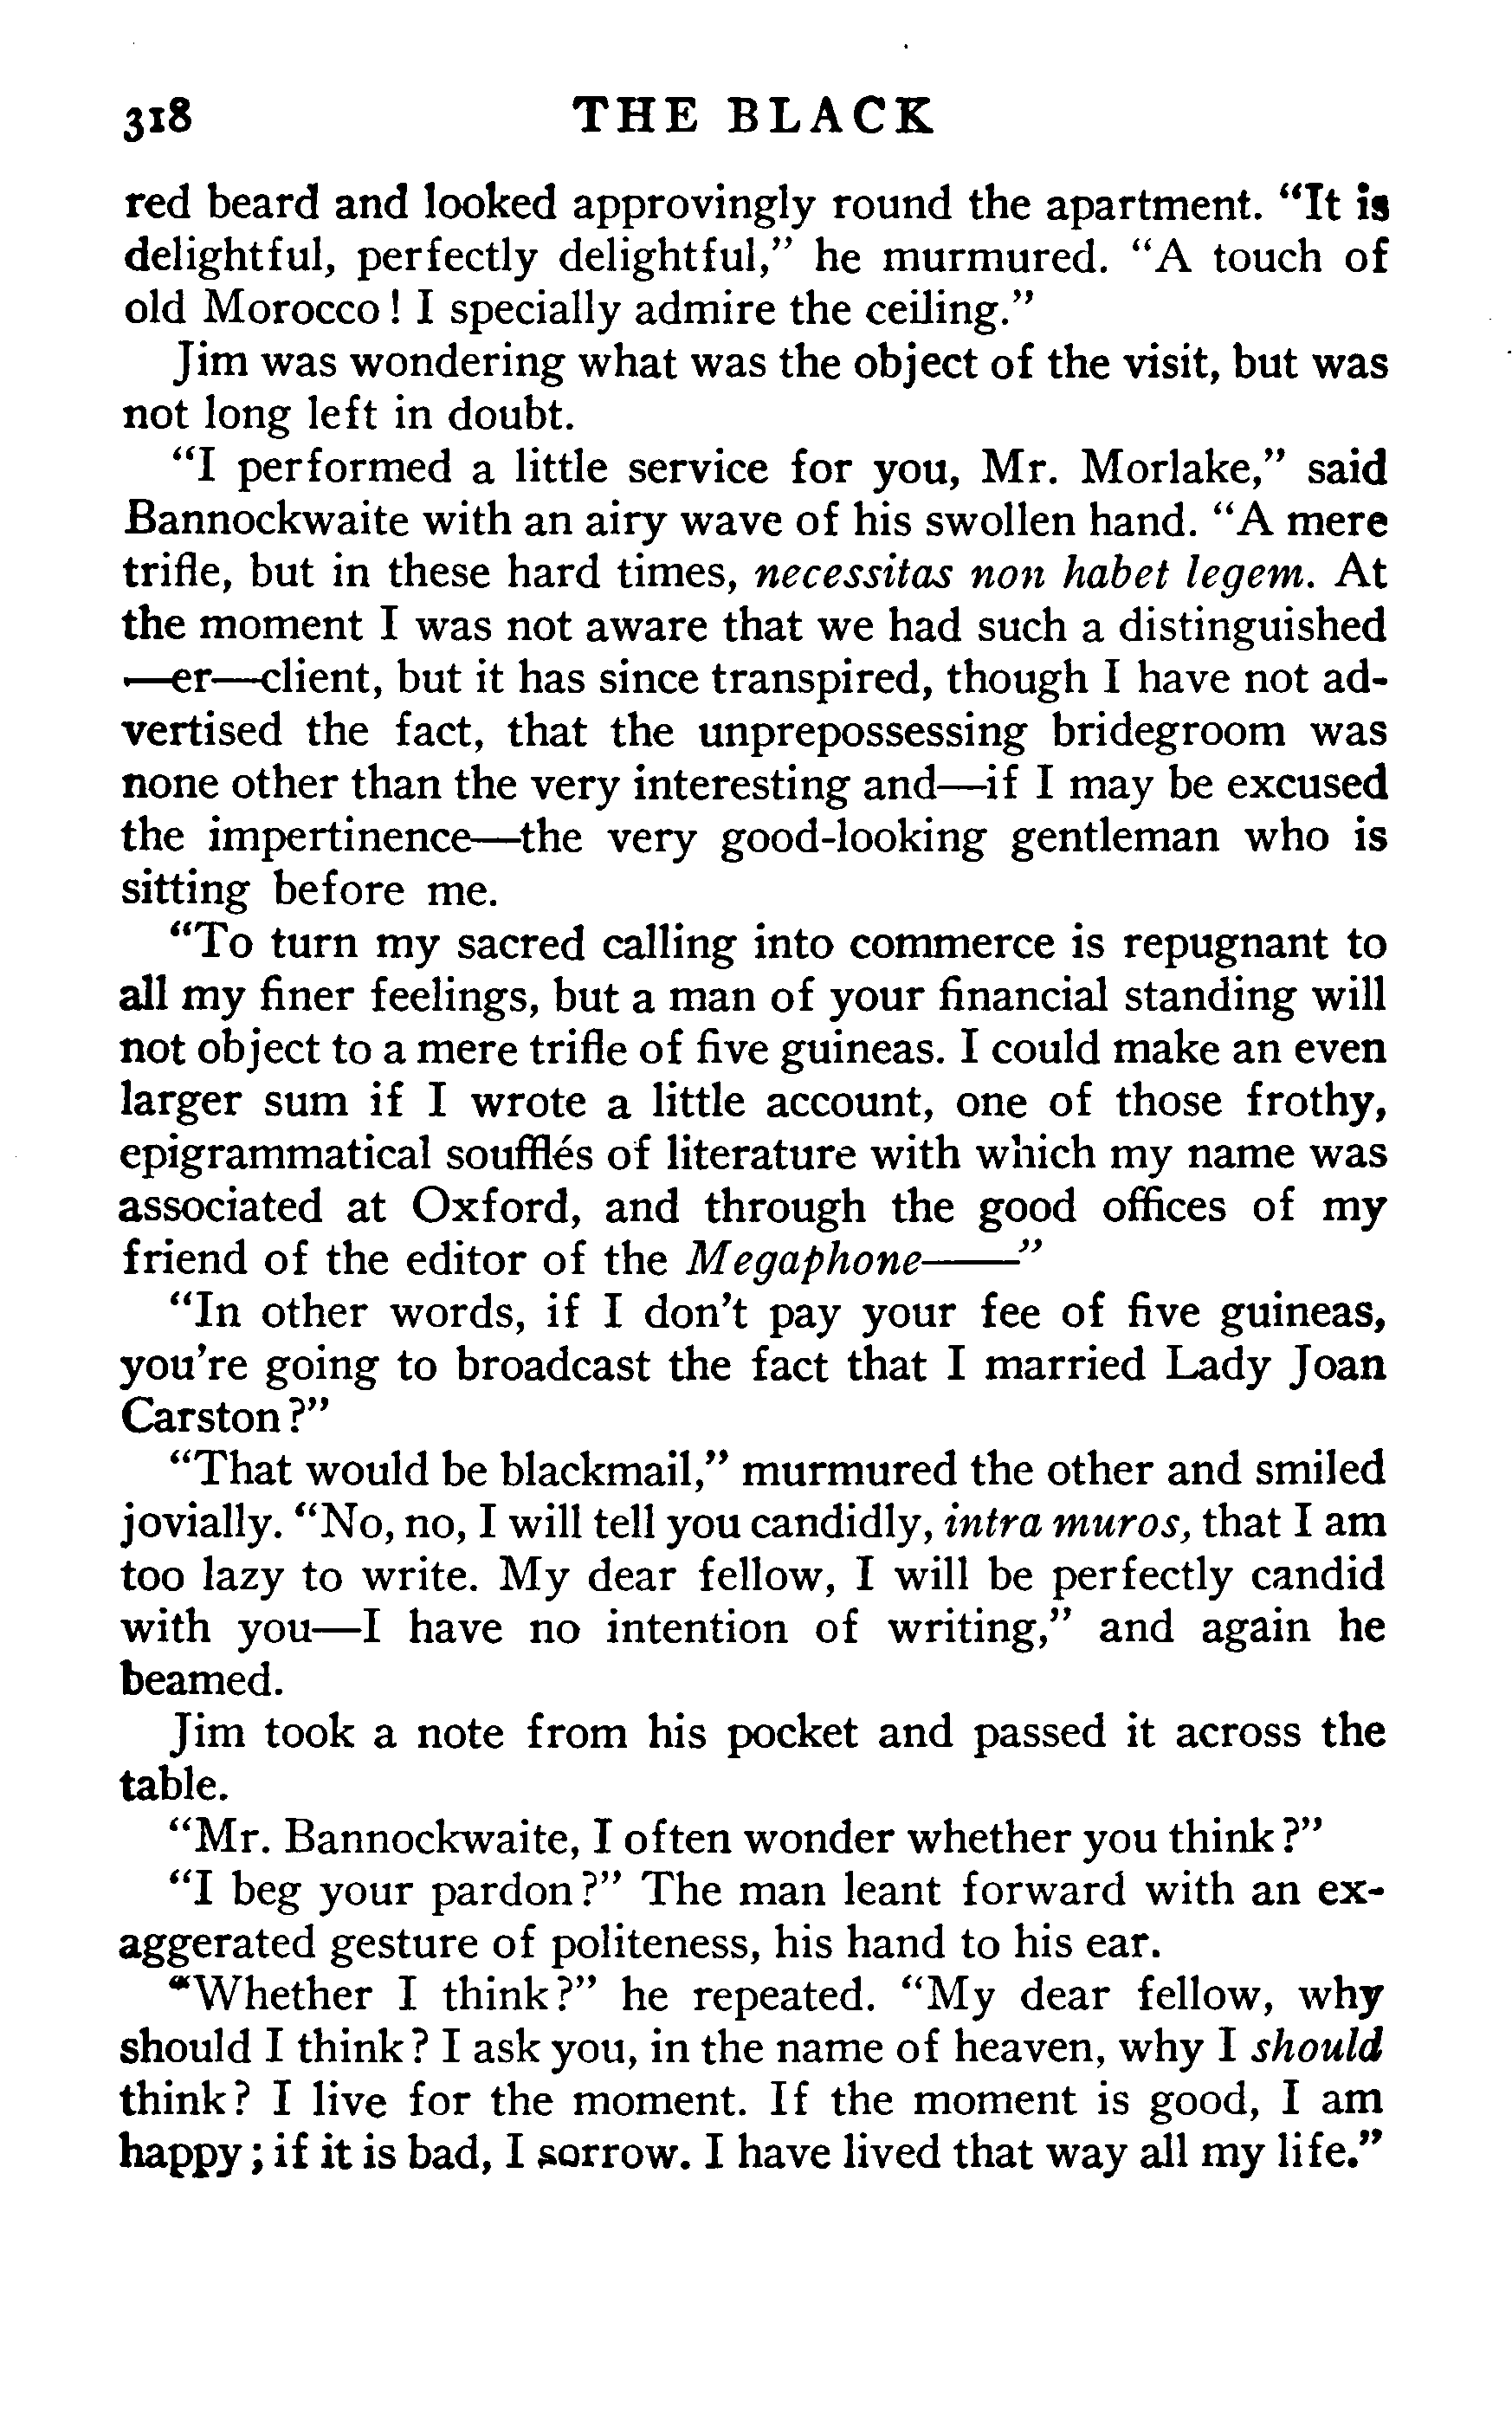 318 THE BLACK
red beard and looked approvingly round the apartment. “It is
delightful, perfectly delightful,” he murmured. “A touch of
old Morocco! I specially admire the ceiling.”
Jim was wondering what was the object of the visit, but was
not long left in doubt.
“I performed a little service for you, Mr. Morlake,” said
Bannockwaite with an airy wave of his swollen hand. “A mere
trifle, but in these hard times, necessitas non habet legem. At
the moment I was not aware that we had such a distinguished
—er—client, but it has since transpired, though I have not ad-
vertised the fact, that the unprepossessing bridegroom was
none other than the very interesting and—if I may be excused
the impertinence—the very good-looking gentleman who is
sitting before me.
“To turn my sacred calling into commerce is repugnant to
all my finer feelings, but a man of your financial standing will
not object to a mere trifle of five guineas. I could make an even
larger sum if I wrote a little account, one of those frothy,
epigrammatical soufflés of literature with which my name was
associated at Oxford, and through the good offices of my
friend of the editor of the Megaphone——”
“In other words, if I don’t pay your fee of five guineas,
you’re going to broadcast the fact that I married Lady Joan
Carston?”
“That would be blackmail,” murmured the other and smiled
jovially. “No, no, I will tell you candidly, intra muros, that I am
too lazy to write. My dear fellow, I will be perfectly candid
with you—I have no intention of writing,” and again he
beamed.
Jim took a note from his pocket and passed it across the
table.
“Mr. Bannockwaite, I often wonder whether you think?”
“I beg your pardon?” The man leant forward with an ex-
aggerated gesture of politeness, his hand to his ear.
“Whether I think?” he repeated. “My dear fellow, why
should I think? I ask you, in the name of heaven, why I should
think? I live for the moment. If the moment is good, I am
happy; if it is bad, I sorrow. I have lived that way all my life.”